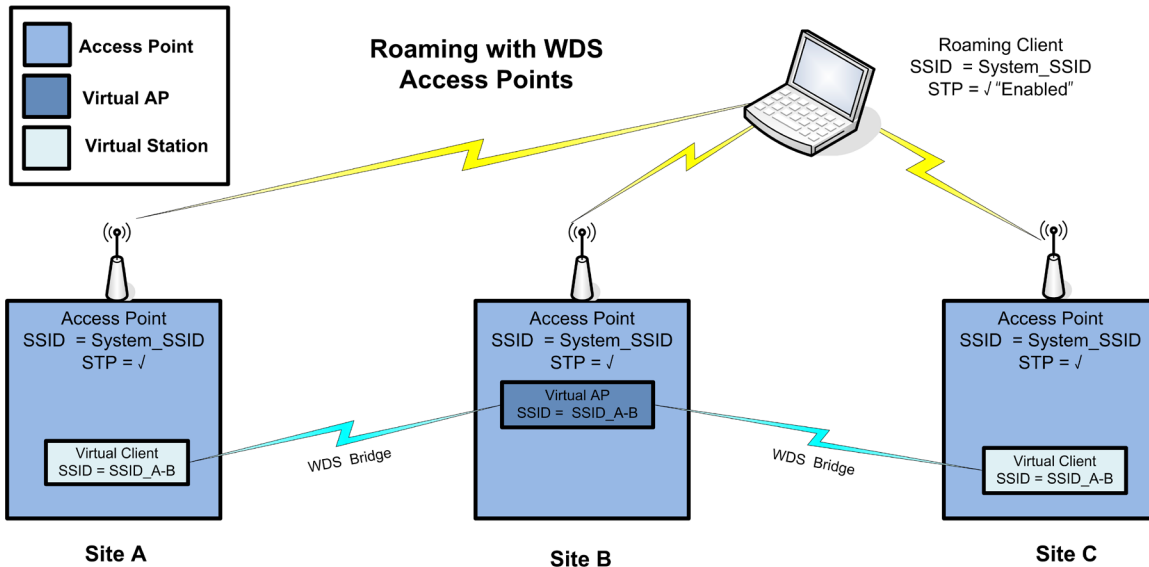 Access Point
Virtual AP
Virtual Station
Roaming with WDS
Access Points
Roaming Client
SSID = System_SSID
STP = √ "Enabled"
Access Point
SSID = System_SSID
STP = √
Virtual Client
SSID = SSID_A-B
WDS Bridge
Access Point
SSID = System_SSID
STP = √
Virtual AP
SSID = SSID_A-B
WDS Bridge
Access Point
SSID = System_SSID
STP = √
Virtual Client
SSID = SSID_A-B
Site A
Site B
Site C